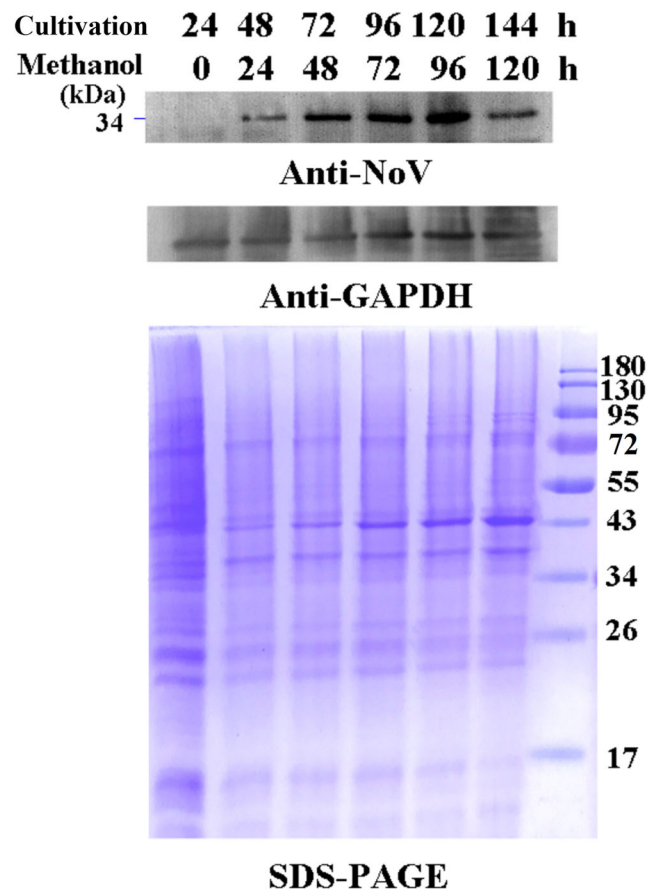 Cultivation 24 48 72 96 120 144 h
Methanol 0 24 48 72 96 120 h
(kDa)
34
Anti-NoV
Anti-GAPDH
180
130
95
72
55
43
34
26
17
SDS-PAGE